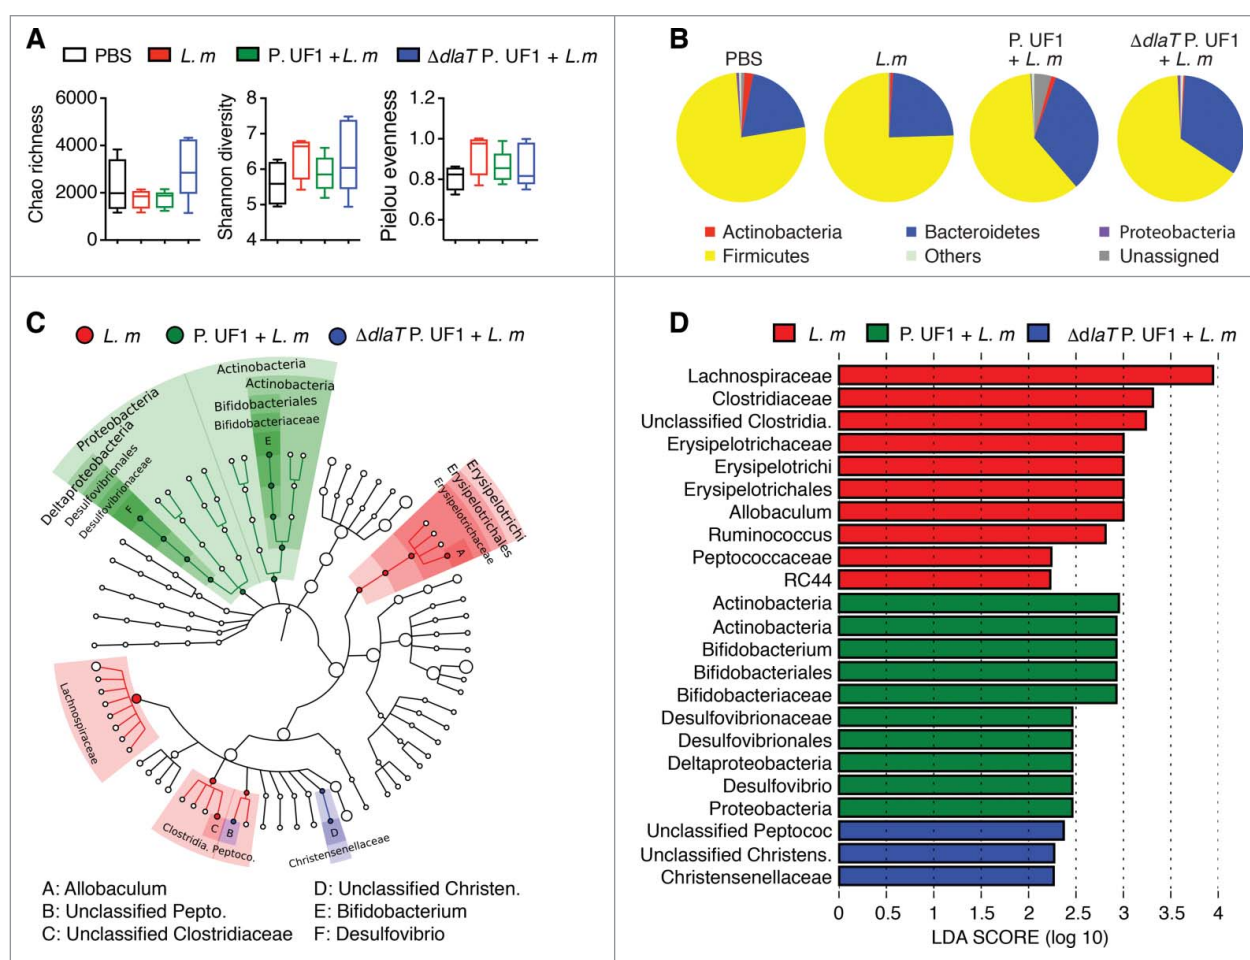 A
PBS L.m P. UF1 + L.m ΔdlaT P. UF1 + L.m
Chao richness
6000
4000
2000
0
Shannon diversity
8
7
6
5
4
Pielou evenness
1.2
1.0
0.8
0.6
B
PBS
L.m
P. UF1
+ L. m
ΔdlaT P. UF1
+ L. m
Actinobacteria Bacteroidetes Proteobacteria
Firmicutes Others Unassigned
C
L. m P. UF1 + L. m ΔdlaT P. UF1 + L. m
Actinobacteria
Actinobacteria
Bifidobacteriales
Bifidobacteriaceae
E
Proteobacteria
Deltaproteobacteria
Desulfovibrionales
Desulfovibrionaceae
F
Erysipelotrichi
Erysipelotrichales
Erysipelotrichaceae
A
Lachnospiraceae
C
B
Clostridia. Peptoco.
D
Christensenellaceae
A: Allobaculum
B: Unclassified Pepto.
C: Unclassified Clostridiaceae
D: Unclassified Christen.
E: Bifidobacterium
F: Desulfovibrio
D
L. m P. UF1 + L. m ΔdlaT P. UF1 + L. m
Lachnospiraceae
Clostridiaceae
Unclassified Clostridia.
Erysipelotrichaceae
Erysipelotrichi
Erysipelotrichales
Allobaculum
Ruminococcus
Peptococcaceae
RC44
Actinobacteria
Actinobacteria
Bifidobacterium
Bifidobacteriales
Bifidobacteriaceae
Desulfovibrionaceae
Desulfovibrionales
Deltaproteobacteria
Desulfovibrio
Proteobacteria
Unclassified Peptococ
Unclassified Christens.
Christensenellaceae
0 0.5 1 1.5 2 2.5 3 3.5 4
LDA SCORE (log 10)